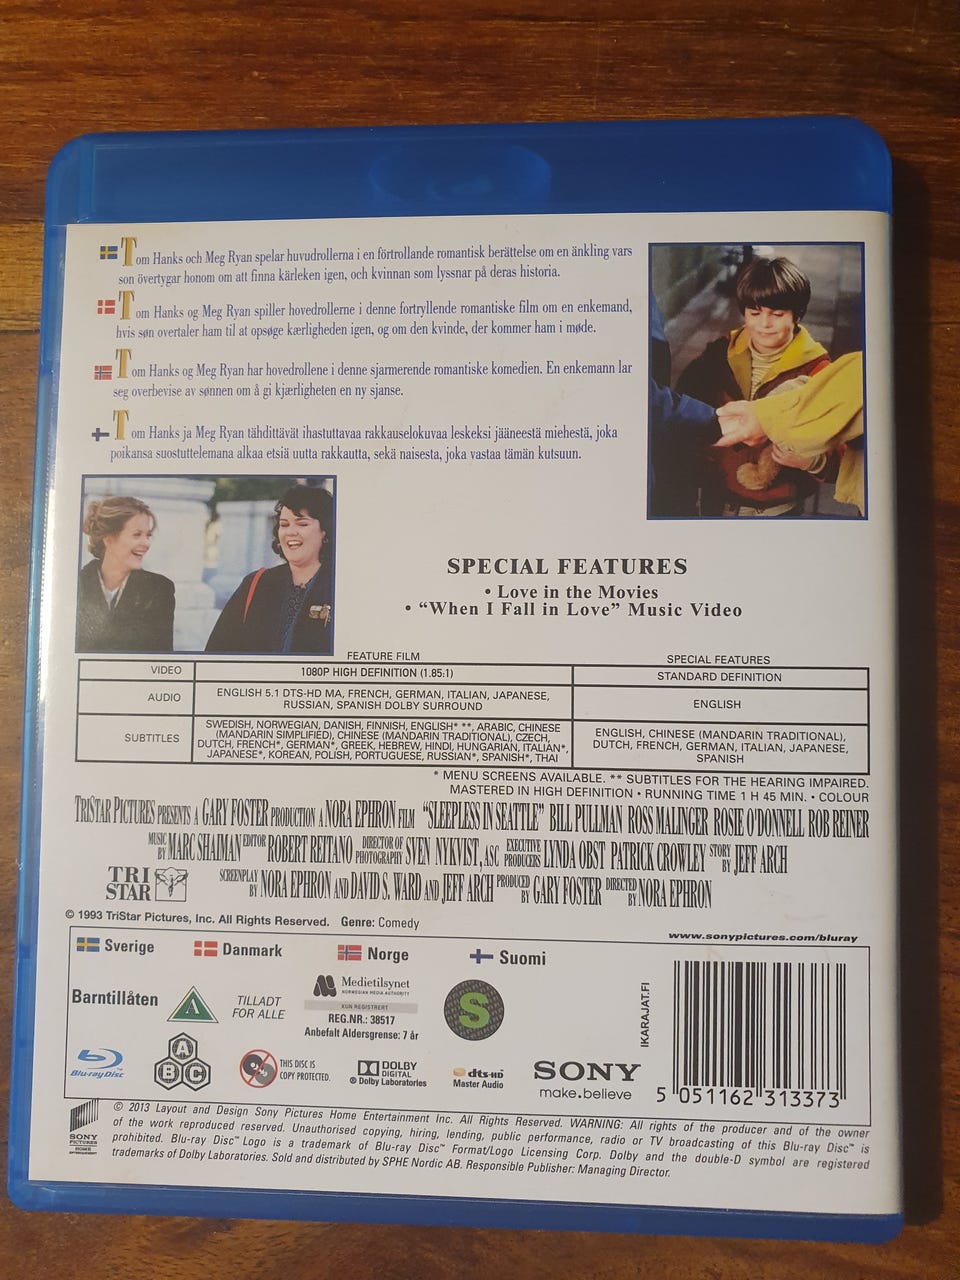 Tom Hanks och Meg Ryan spelar huvudrollerna i en förtrollande romantisk berättelse om en änkling vars
son övertygar honom om att finna kärleken igen, och kvinnan som lyssnar på deras historia.
Tom Hanks og Meg Ryan spiller hovedrollerne i denne fortryllende romantiske film om en enkemand,
hvis søn overtaler ham til at opsøge kærligheden igen, og om den kvinde, der kommer ham i møde.
Tom Hanks og Meg Ryan har hovedrollene i denne sjarmerende romantiske komedien. En enkemann lar
seg overbevise av sønnen om å gi kjærligheten en ny sjanse.
Tom Hanks ja Meg Ryan tähdittävät ihastuttavaa rakkauselokuvaa leskeksi jääneestä miehestä, joka
poikansa suostuttelemana alkaa etsiä uutta rakkautta, sekä naisesta, joka vastaa tämän kutsuun.
SPECIAL FEATURES
• Love in the Movies
• “When I Fall in Love” Music Video
FEATURE FILM
SPECIAL FEATURES
VIDEO
1080P HIGH DEFINITION (1.85:1)
STANDARD DEFINITION
AUDIO
ENGLISH 5.1 DTS-HD MA, FRENCH, GERMAN, ITALIAN, JAPANESE,
RUSSIAN, SPANISH DOLBY SURROUND
ENGLISH
SUBTITLES
SWEDISH, NORWEGIAN, DANISH, FINNISH, ENGLISH* **, ARABIC, CHINESE
(MANDARIN SIMPLIFIED), CHINESE (MANDARIN TRADITIONAL), CZECH,
DUTCH, FRENCH*, GERMAN*, GREEK, HEBREW, HINDI, HUNGARIAN, ITALIAN*,
JAPANESE*, KOREAN, POLISH, PORTUGUESE, RUSSIAN*, SPANISH*, THAI
ENGLISH, CHINESE (MANDARIN TRADITIONAL),
DUTCH, FRENCH, GERMAN, ITALIAN, JAPANESE,
SPANISH
* MENU SCREENS AVAILABLE. ** SUBTITLES FOR THE HEARING IMPAIRED.
MASTERED IN HIGH DEFINITION • RUNNING TIME 1 H 45 MIN. • COLOUR
TRISTAR PICTURES PRESENTS A GARY FOSTER PRODUCTION A NORA EPHRON FILM “SLEEPLESS IN SEATTLE” BILL PULLMAN ROSS MALINGER ROSIE O'DONNELL ROB REINER
MUSIC BY MARC SHAIMAN EDITOR ROBERT REITANO DIRECTOR OF PHOTOGRAPHY SVEN NYKVIST, ASC EXECUTIVE PRODUCERS LYNDA OBST PATRICK CROWLEY STORY BY JEFF ARCH
SCREENPLAY BY NORA EPHRON AND DAVID S. WARD AND JEFF ARCH PRODUCED BY GARY FOSTER DIRECTED BY NORA EPHRON
TRI
STAR
© 1993 TriStar Pictures, Inc. All Rights Reserved. Genre: Comedy
www.sonypictures.com/bluray
Sverige
Danmark
Norge
Suomi
Barntillåten
A
TILLADT
FOR ALLE
Medietilsynet
NORWEGIAN MEDIA AUTHORITY
KUN REGISTRERT
REG.NR.: 38517
Anbefalt Aldersgrense: 7 år
S
IKARAJAT.FI
Blu-ray Disc™
A
B
C
THIS DISC IS
COPY PROTECTED.
DOLBY
DIGITAL
® Dolby Laboratories
dts-HD
Master Audio
SONY
make.believe
5 051162 313373
SONY
PICTURES
HOME
ENTERTAINMENT
© 2013 Layout and Design Sony Pictures Home Entertainment Inc. All Rights Reserved. WARNING: All rights of the producer and of the owner
of the work reproduced reserved. Unauthorised copying, hiring, lending, public performance, radio or TV broadcasting of this Blu-ray Disc™ is
prohibited. Blu-ray Disc™ Logo is a trademark of Blu-ray Disc™ Format/Logo Licensing Corp. Dolby and the double-D symbol are registered
trademarks of Dolby Laboratories. Sold and distributed by SPHE Nordic AB. Responsible Publisher: Managing Director.